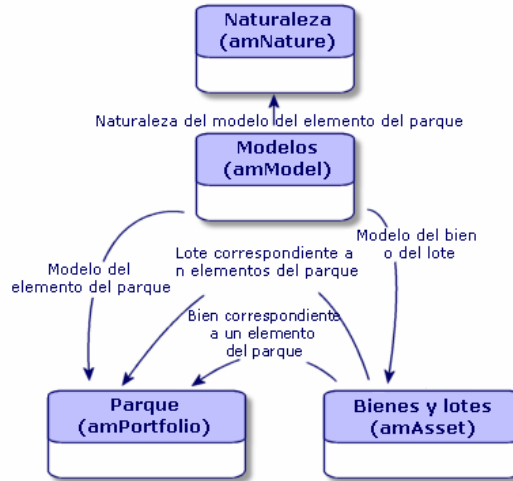 Naturaleza
(amNature)
Naturaleza del modelo del elemento del parque
Modelos
(amModel)
Modelo del bien
o del lote
Lote correspondiente a
n elementos del parque
Modelo del
elemento del parque
Bien correspondiente
a un elemento
del parque
Parque
(amPortfolio)
Bienes y lotes
(amAsset)